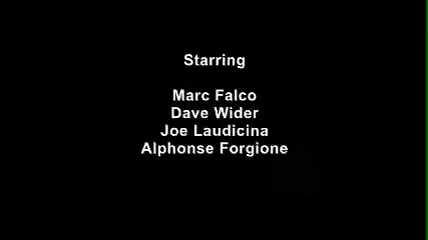 Starring
Marc Falco
Dave Wider
Joe Laudicina
Alphonse Forgione